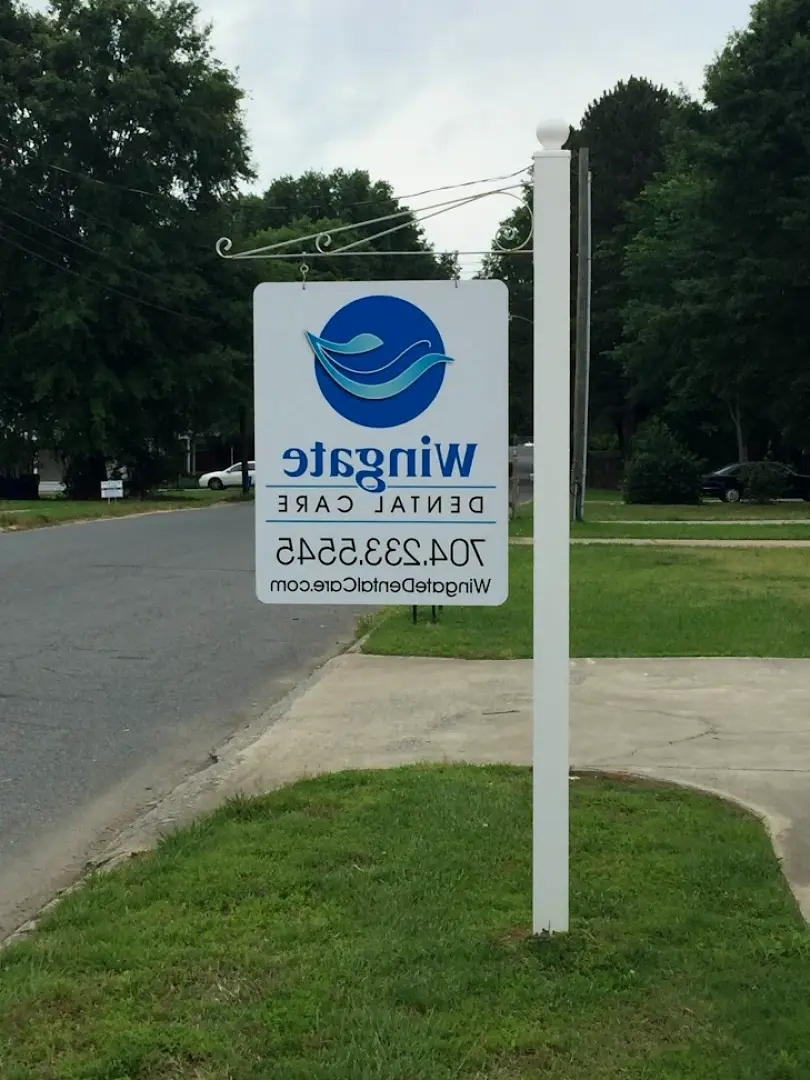 Wingate
DENTAL CARE
704.233.5545
WingateDentalCare.com